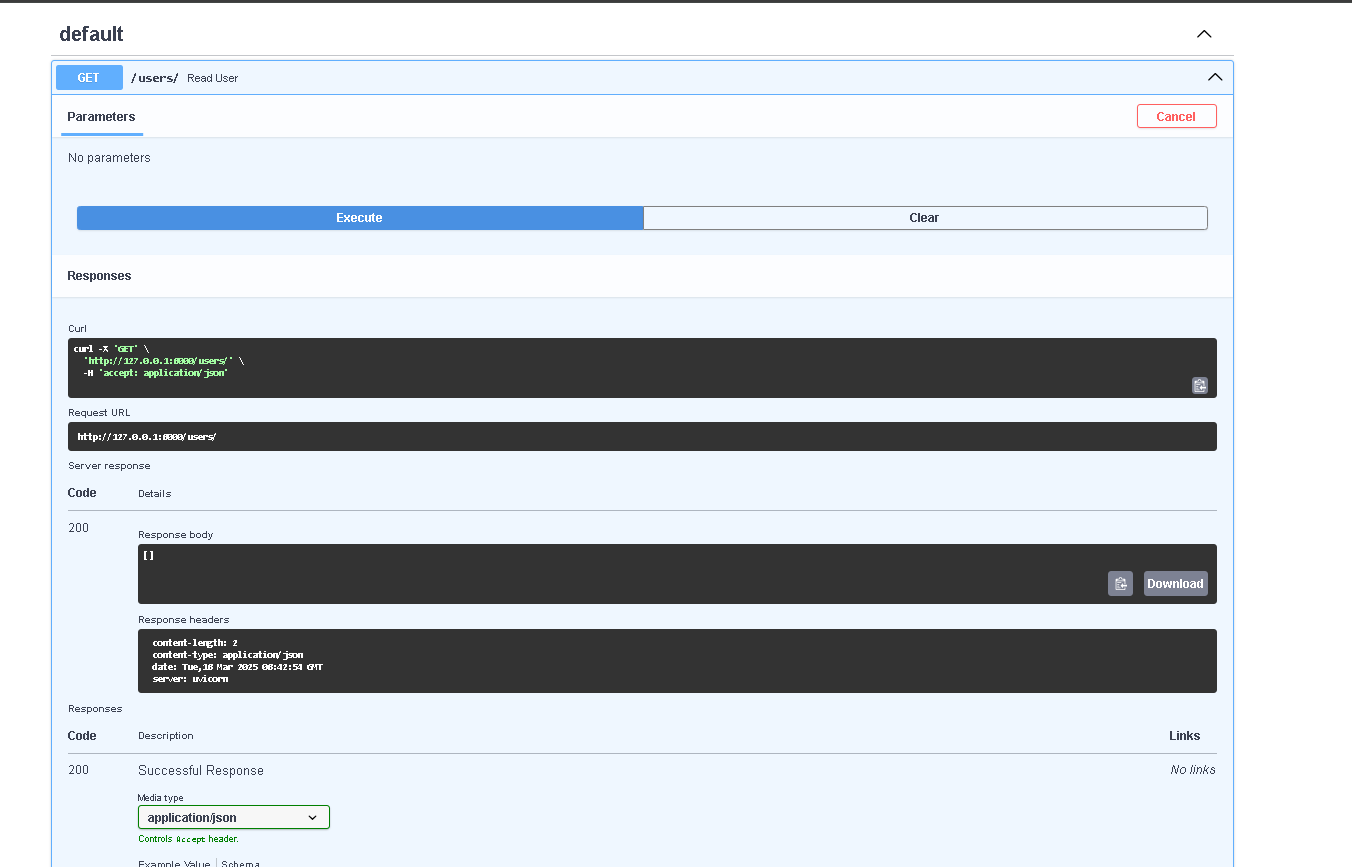 default
GET /users/ Read User
Parameters
Cancel
No parameters
Execute
Clear
Responses
Curl
curl -X 'GET' \
'http://127.0.0.1:8000/users/' \
-H 'accept: application/json'
Request URL
http://127.0.0.1:8000/users/
Server response
Code Details
200
Response body
[]
Download
Response headers
content-length: 2
content-type: application/json
date: Tue,18 Mar 2025 06:42:54 GMT
server: uvicorn
Responses
Code Description Links
200 Successful Response No links
Media type
application/json
Controls Accept header.
Example Value Schema